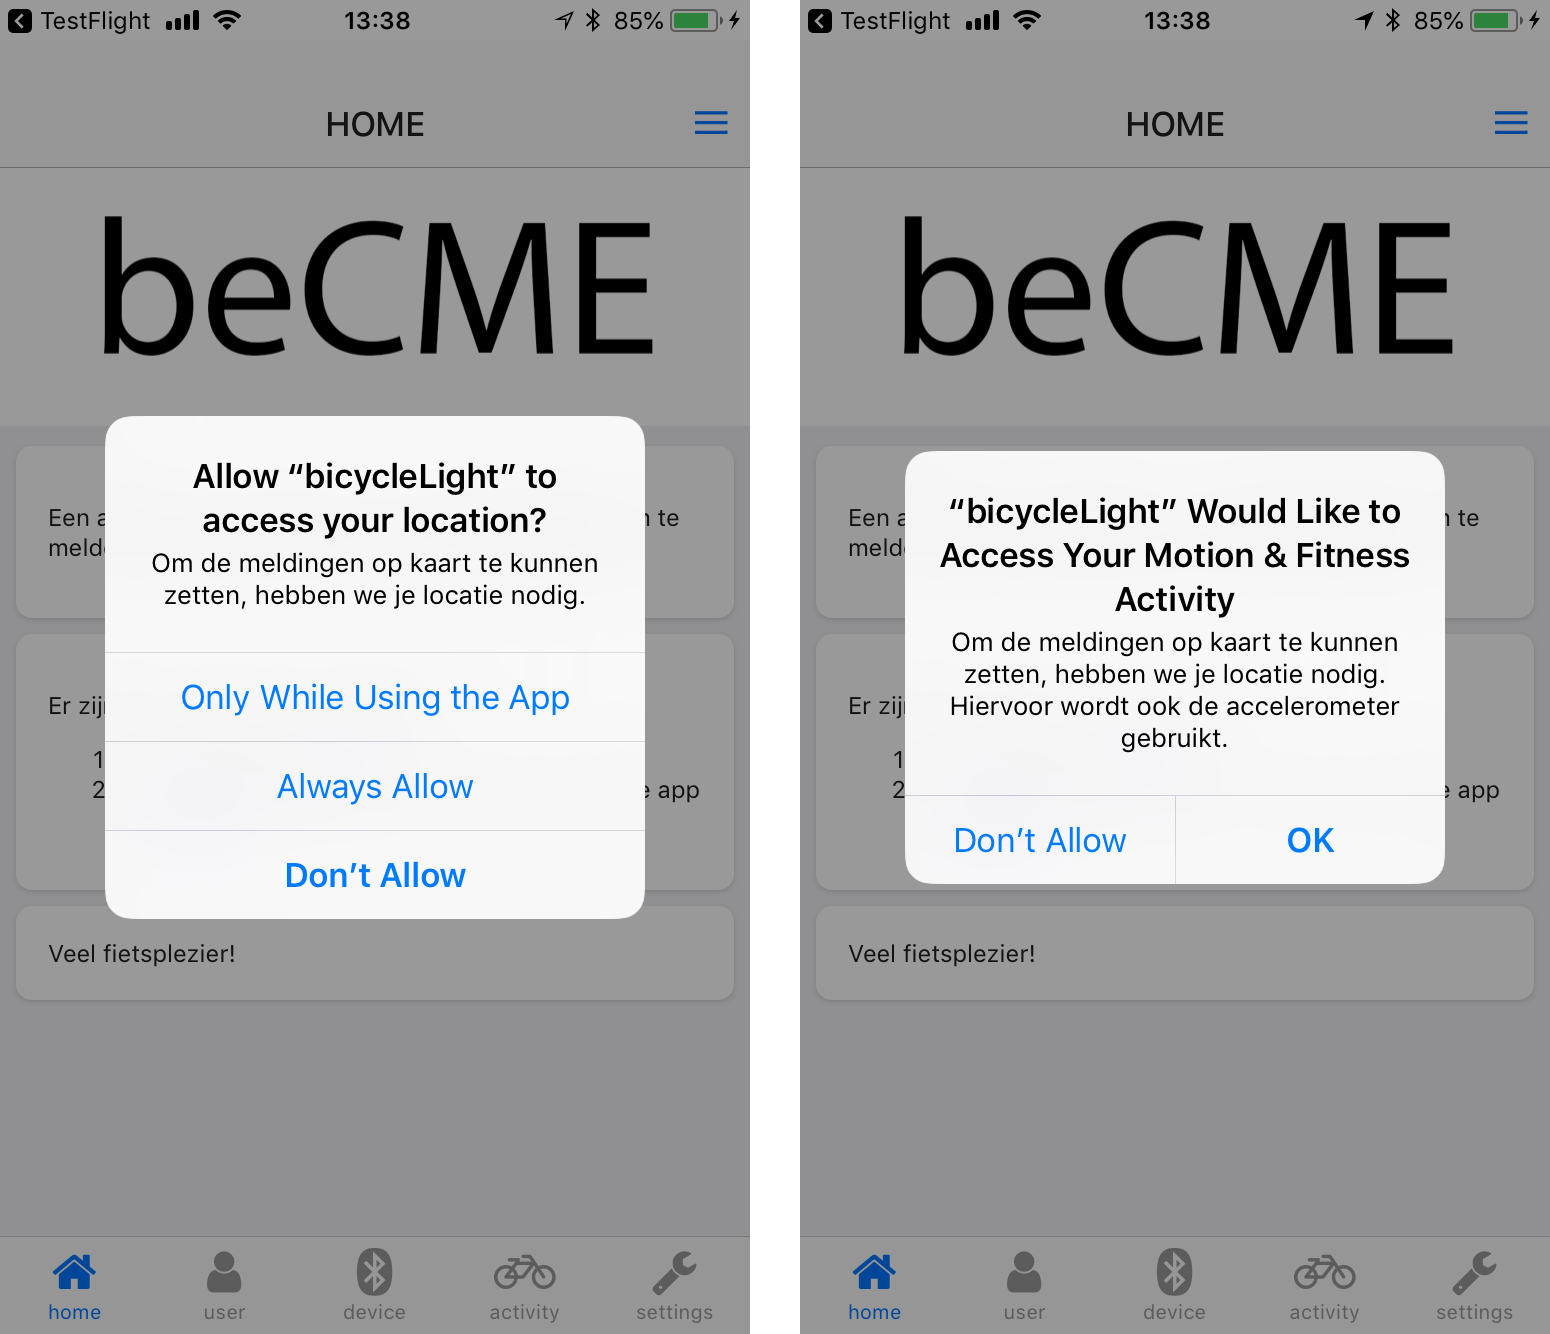 TestFlight 13:38 85%
HOME
beCME
Een a
n te
meld
Allow “bicycleLight” to
access your location?
Om de meldingen op kaart te kunnen
zetten, hebben we je locatie nodig.
Only While Using the App
Er zijn
1
2
e app
Always Allow
Don’t Allow
Veel fietsplezier!
home user device activity settings
TestFlight 13:38 85%
HOME
beCME
Een a
n te
meld
“bicycleLight” Would Like to
Access Your Motion & Fitness
Activity
Om de meldingen op kaart te kunnen
zetten, hebben we je locatie nodig.
Hiervoor wordt ook de accelerometer
gebruikt.
Er zijn
1
2
e app
Don’t Allow OK
Veel fietsplezier!
home user device activity settings